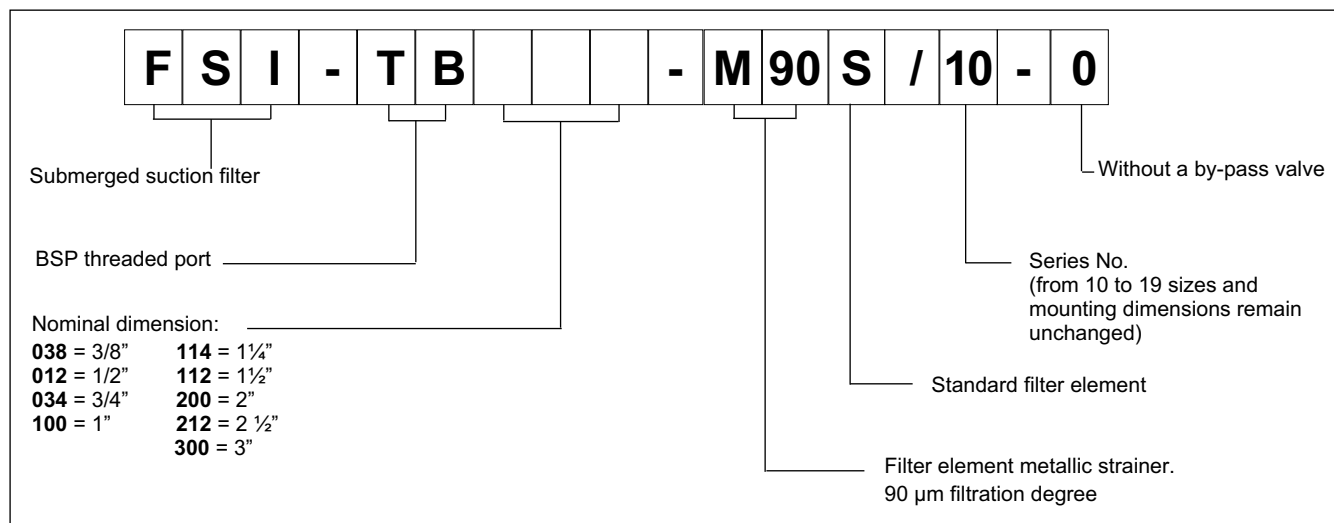 F S I - T B - M 90 S / 10 - 0
Submerged suction filter
Without a by-pass valve
BSP threaded port
Series No.
(from 10 to 19 sizes and
mounting dimensions remain
unchanged)
Nominal dimension:
038 = 3/8” 114 = 1¼”
012 = 1/2” 112 = 1½”
034 = 3/4” 200 = 2”
100 = 1” 212 = 2 ½”
300 = 3”
Standard filter element
Filter element metallic strainer.
90 µm filtration degree